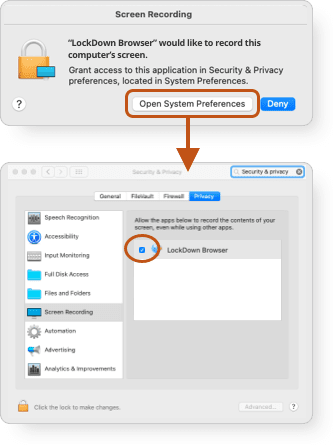 Screen Recording
“LockDown Browser” would like to record this
computer's screen.
Grant access to this application in Security & Privacy
preferences, located in System Preferences.
?
Open System Preferences
Deny
Security & Privacy
Security & privacy
General
FileVault
Firewall
Privacy
Speech Recognition
Accessibility
Input Monitoring
Full Disk Access
Files and Folders
Screen Recording
Automation
Advertising
Analytics & Improvements
Allow the apps below to record the contents of your
screen, even while using other apps.
LockDown Browser
Click the lock to make changes.
Advanced...
?